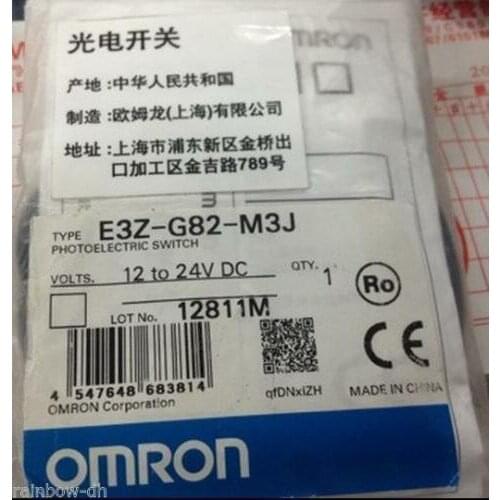 光电开关
OMRON
产地:中华人民共和国
制造:欧姆龙(上海)有限公司
地址:上海市浦东新区金桥出
口加工区金吉路789号
TYPE E3Z-G82-M3J
PHOTOELECTRIC SWITCH
VOLTS. 12 to 24V DC QTY. 1
LOT No. 12811M
Ro
CE
4 547648 683814
qfDNxIZH
MADE IN CHINA
OMRON Corporation
OMRON
rainbow-dh